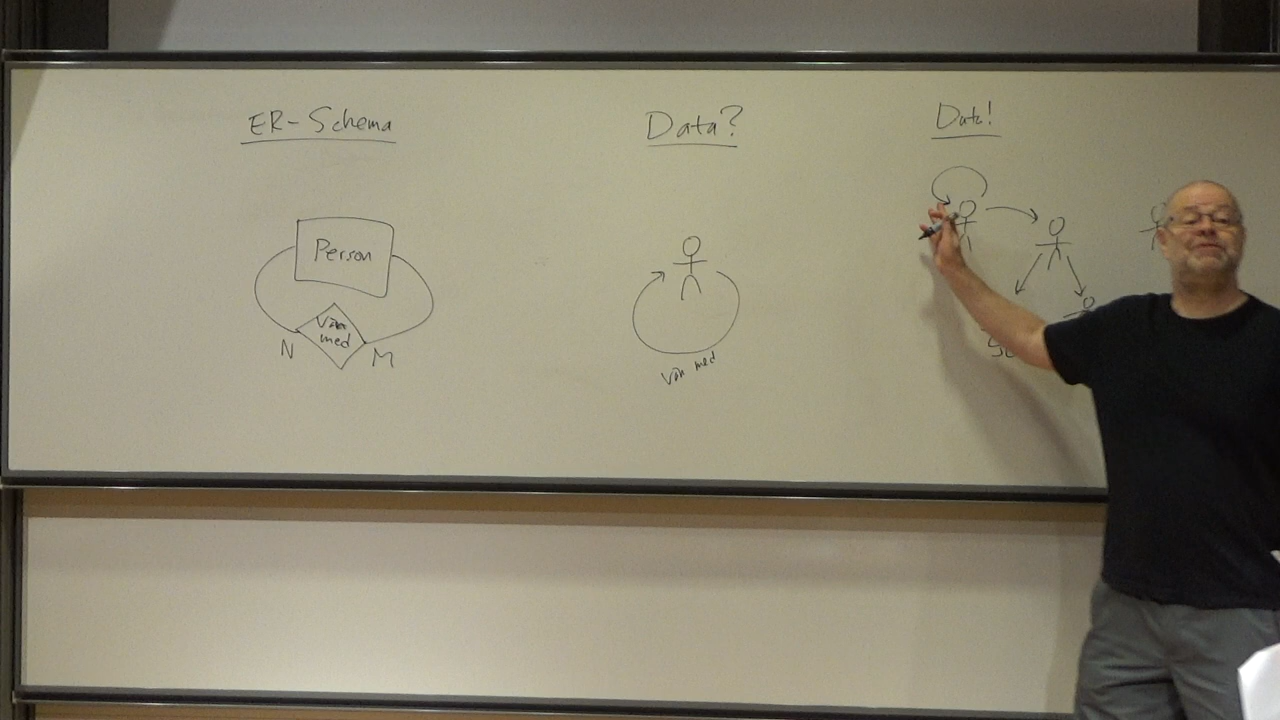 ER-Schema
Person
Vän
med
N
M
Data?
Vän med
Data!